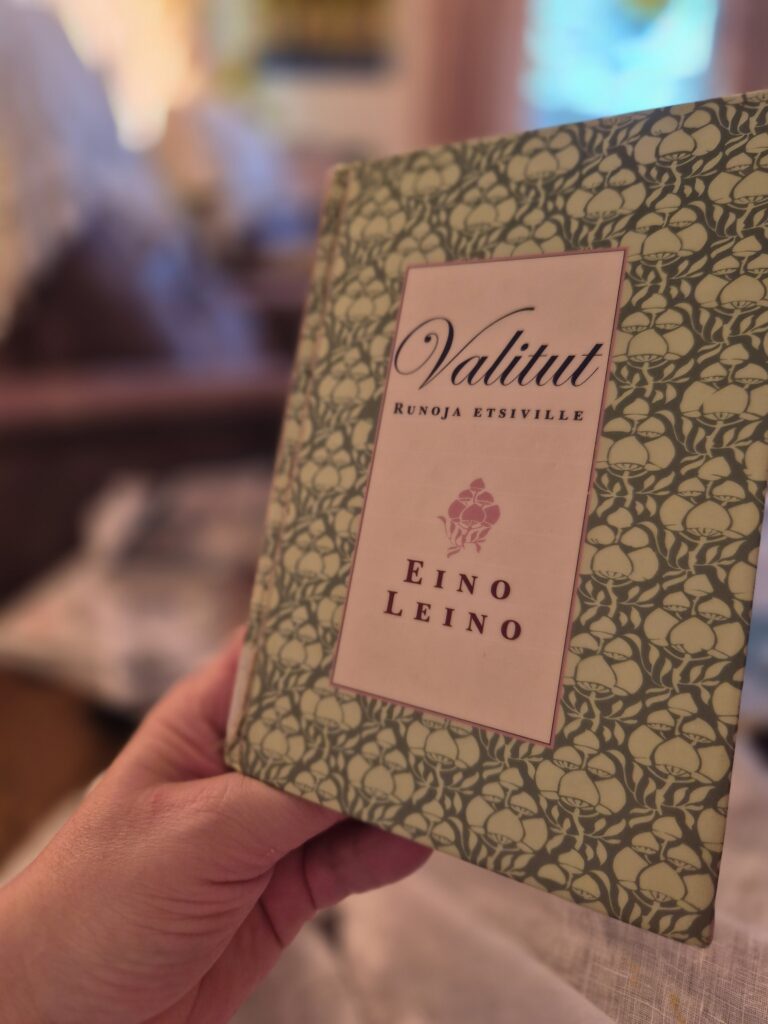 Valitut
Runoja etsiville
Eino
Leino